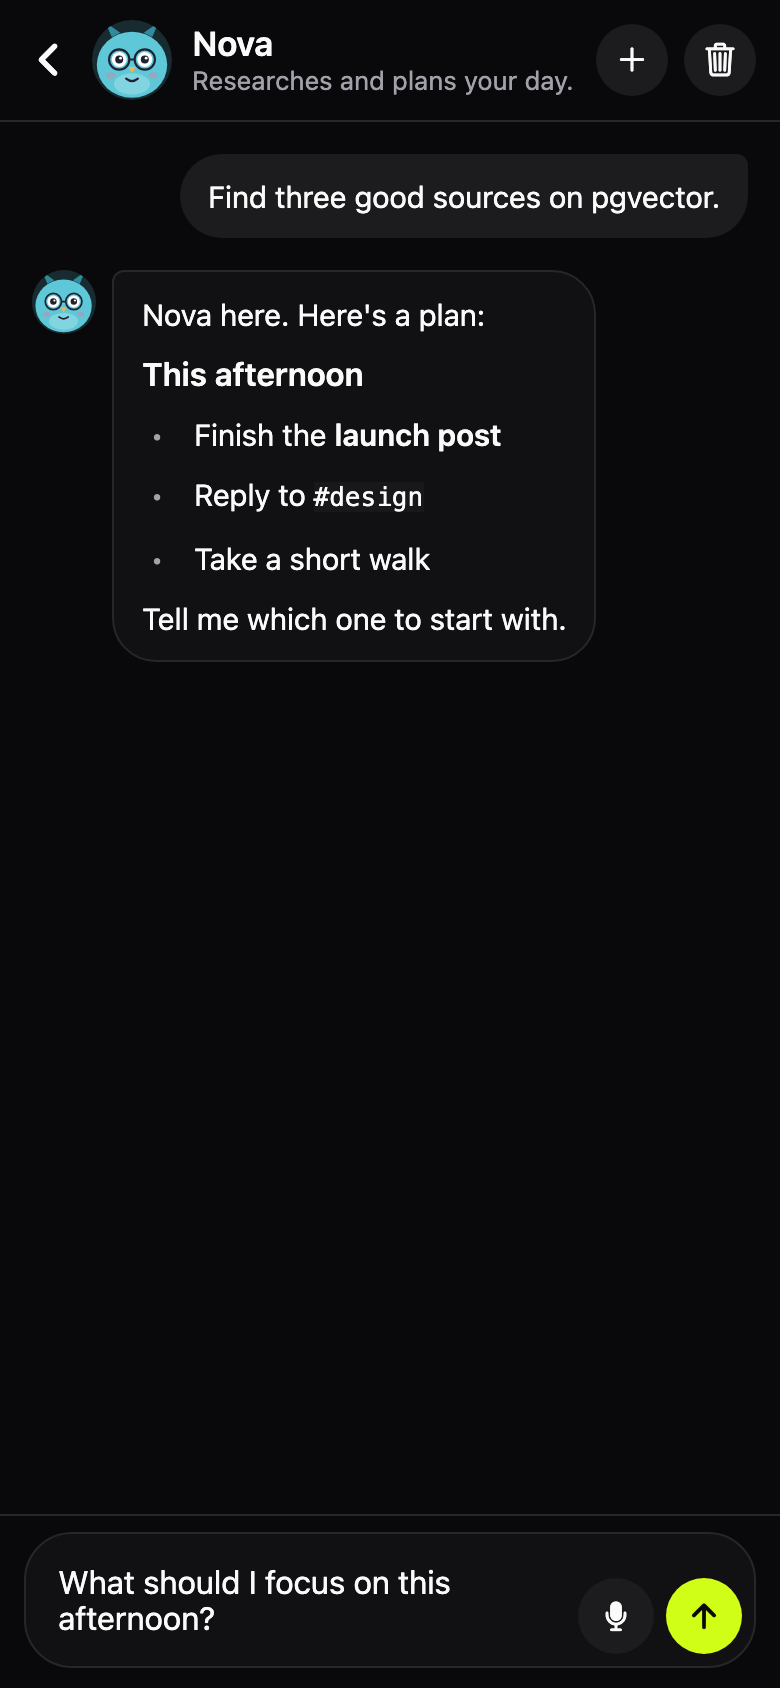 Nova
Researches and plans your day.
Find three good sources on pgvector.
Nova here. Here's a plan:
This afternoon
• Finish the launch post
• Reply to #design
• Take a short walk
Tell me which one to start with.
What should I focus on this
afternoon?